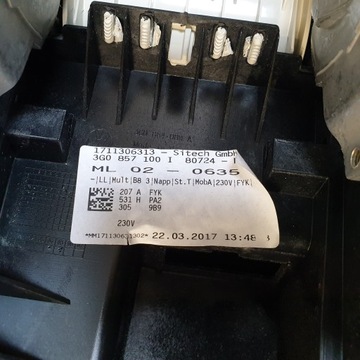 1711306313 - Sitech GmbH
3G0 857 100 I 80724 - I
ML 02 - 0635
-|LL|Mult|B8 3|Napp|St.T|MobA|230V|FYK|
207 A FYK
531 H PA2
305 9B9
230V
22.03.2017 13:48